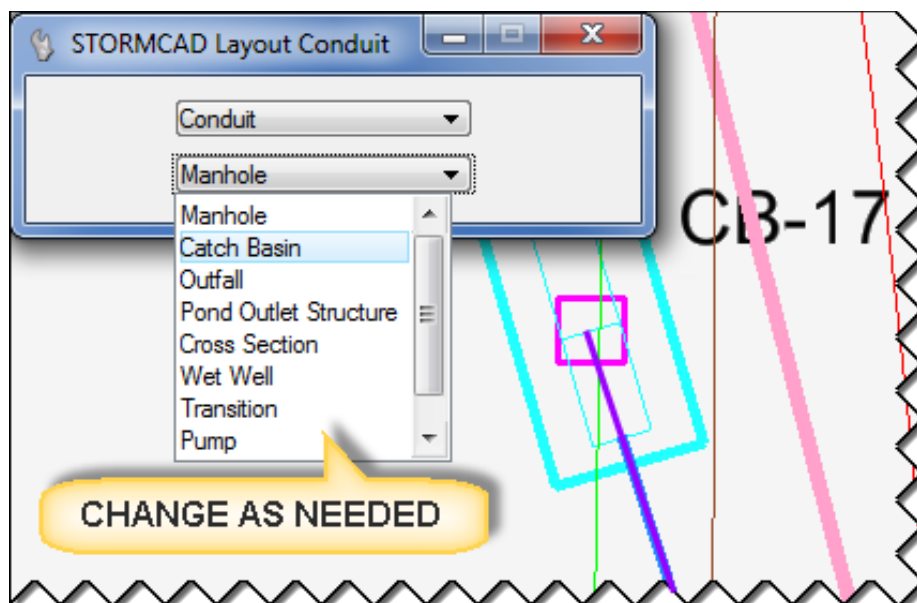 STORMCAD Layout Conduit
Conduit
Manhole
Manhole
Catch Basin
Outfall
Pond Outlet Structure
Cross Section
Wet Well
Transition
Pump
CB-17
CHANGE AS NEEDED